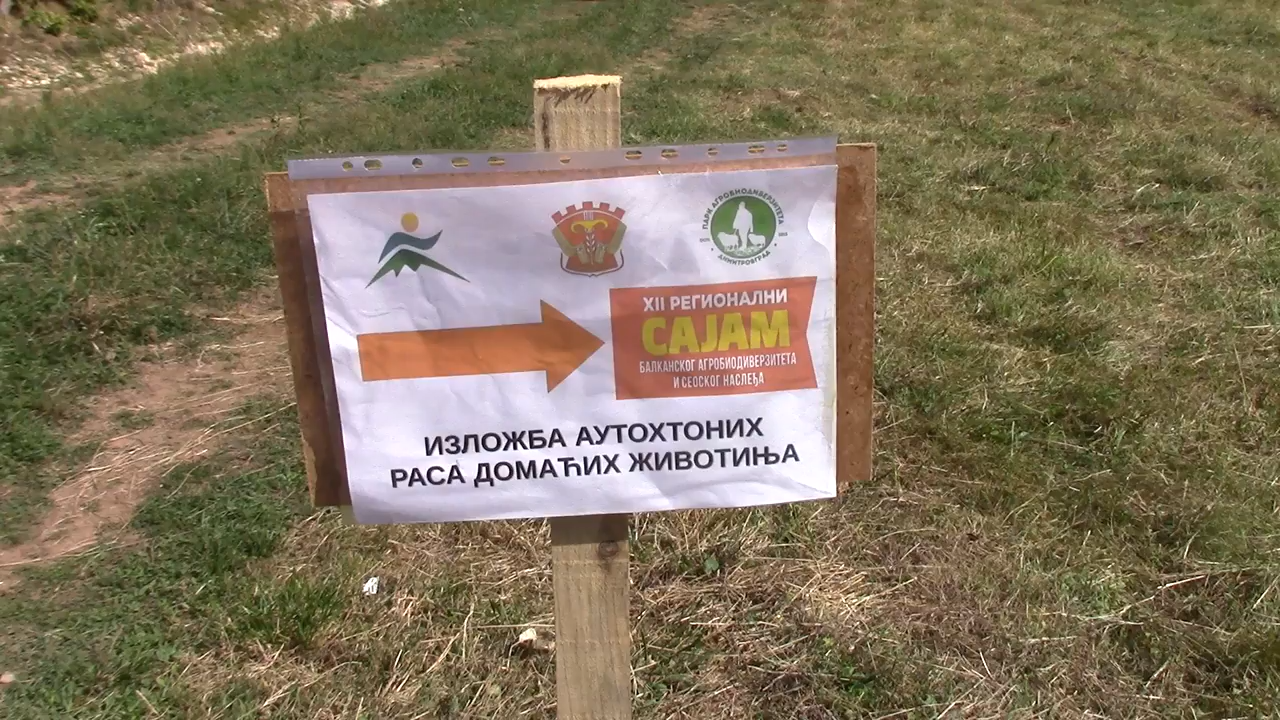 ПАРК АГРОБИОДИВЕРЗИТЕТА
ДИМИТРОВГРАД
XII РЕГИОНАЛНИ
САЈАМ
БАЛКАНСКОГ АГРОБИОДИВЕРЗИТЕТА
И СЕОСКОГ НАСЛЕЂА
ИЗЛОЖБА АУТОХТОНИХ
РАСА ДОМАЋИХ ЖИВОТИЊА